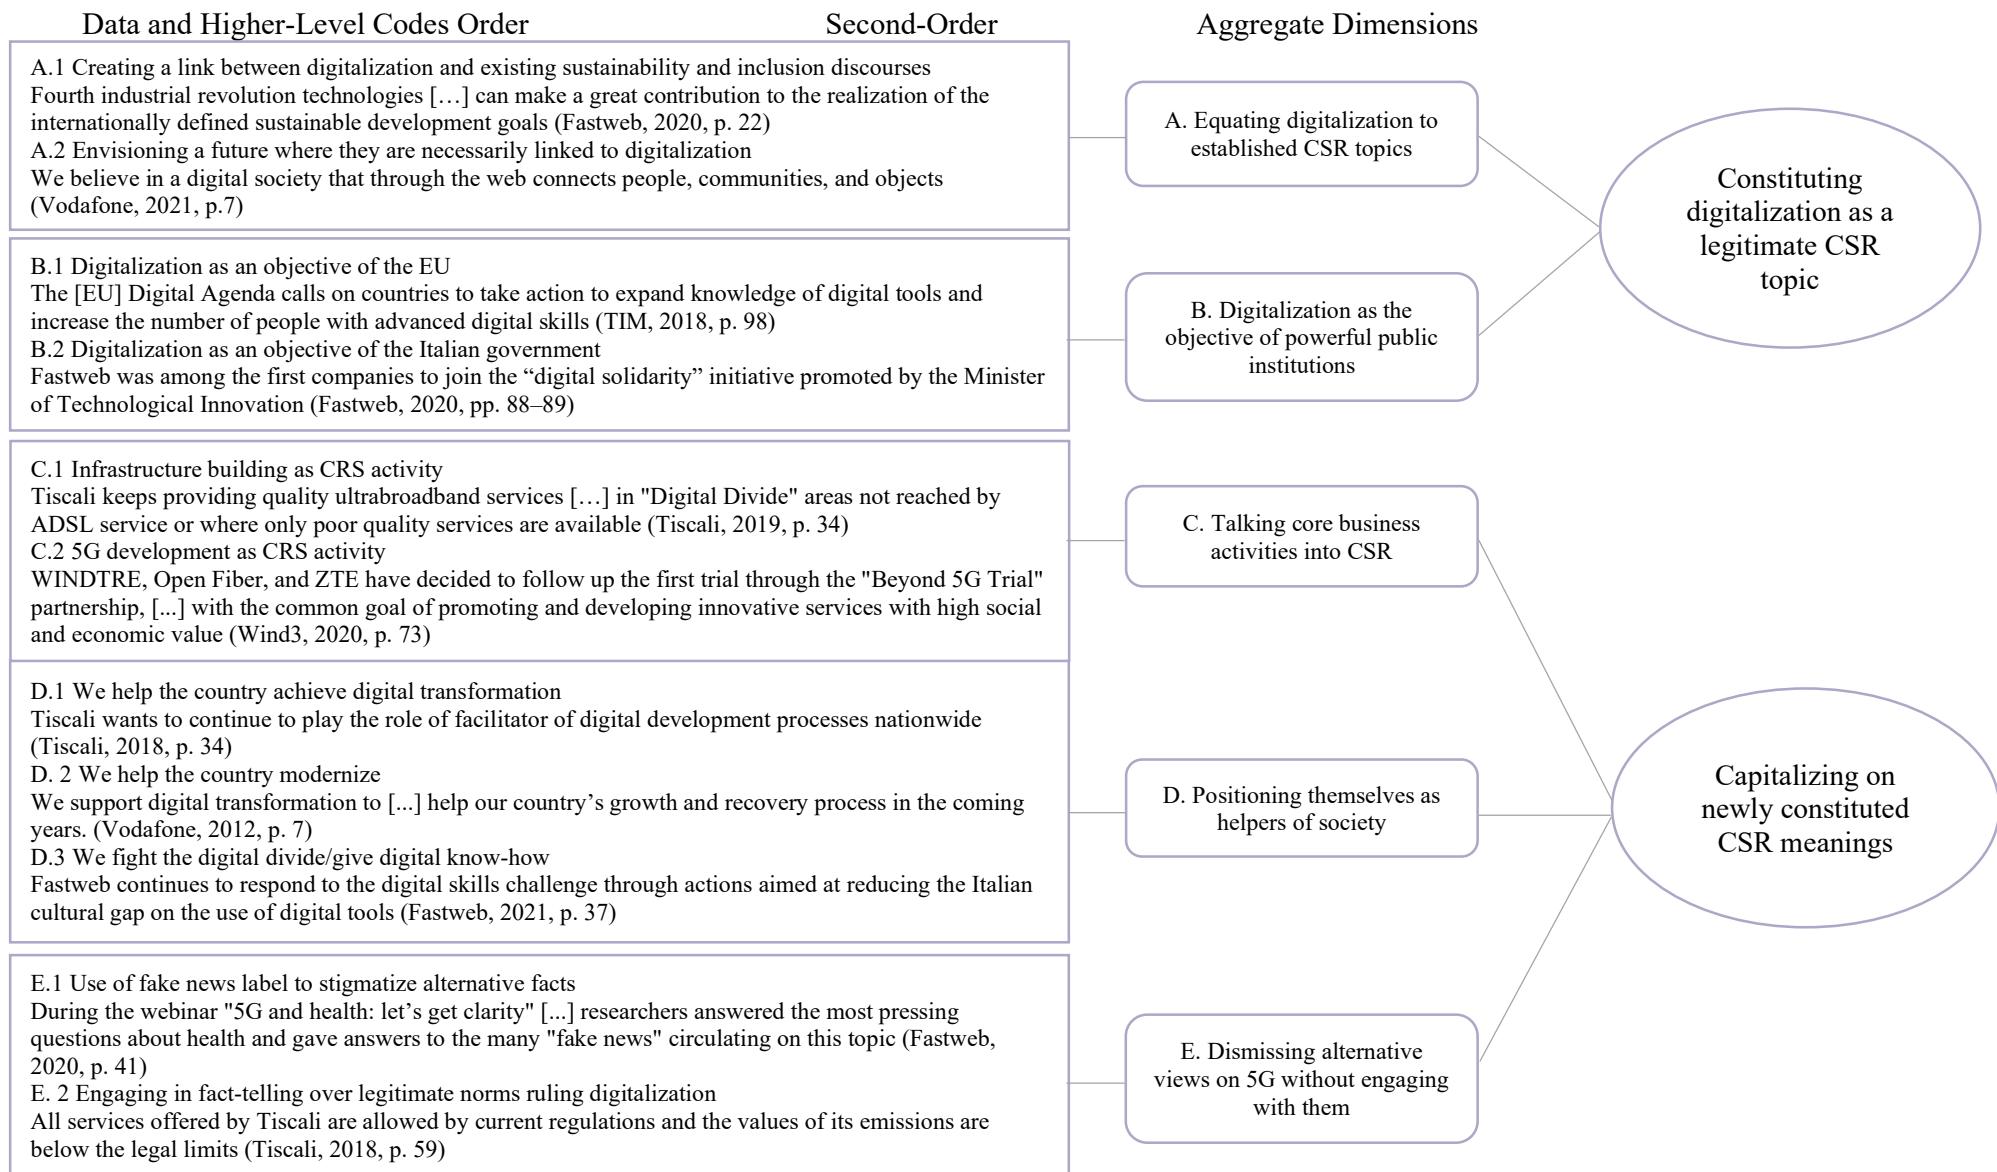 Data and Higher-Level Codes Order
Second-Order
Aggregate Dimensions
A.1 Creating a link between digitalization and existing sustainability and inclusion discourses
Fourth industrial revolution technologies […] can make a great contribution to the realization of the
internationally defined sustainable development goals (Fastweb, 2020, p. 22)
A.2 Envisioning a future where they are necessarily linked to digitalization
We believe in a digital society that through the web connects people, communities, and objects
(Vodafone, 2021, p.7)
A. Equating digitalization to
established CSR topics
Constituting
digitalization as a
legitimate CSR
topic
B.1 Digitalization as an objective of the EU
The [EU] Digital Agenda calls on countries to take action to expand knowledge of digital tools and
increase the number of people with advanced digital skills (TIM, 2018, p. 98)
B.2 Digitalization as an objective of the Italian government
Fastweb was among the first companies to join the “digital solidarity” initiative promoted by the Minister
of Technological Innovation (Fastweb, 2020, pp. 88–89)
B. Digitalization as the
objective of powerful public
institutions
C.1 Infrastructure building as CRS activity
Tiscali keeps providing quality ultrabroadband services […] in "Digital Divide" areas not reached by
ADSL service or where only poor quality services are available (Tiscali, 2019, p. 34)
C.2 5G development as CRS activity
WINDTRE, Open Fiber, and ZTE have decided to follow up the first trial through the "Beyond 5G Trial"
partnership, [...] with the common goal of promoting and developing innovative services with high social
and economic value (Wind3, 2020, p. 73)
C. Talking core business
activities into CSR
D.1 We help the country achieve digital transformation
Tiscali wants to continue to play the role of facilitator of digital development processes nationwide
(Tiscali, 2018, p. 34)
D. 2 We help the country modernize
We support digital transformation to [...] help our country’s growth and recovery process in the coming
years. (Vodafone, 2012, p. 7)
D.3 We fight the digital divide/give digital know-how
Fastweb continues to respond to the digital skills challenge through actions aimed at reducing the Italian
cultural gap on the use of digital tools (Fastweb, 2021, p. 37)
D. Positioning themselves as
helpers of society
Capitalizing on
newly constituted
CSR meanings
E.1 Use of fake news label to stigmatize alternative facts
During the webinar "5G and health: let’s get clarity" [...] researchers answered the most pressing
questions about health and gave answers to the many "fake news" circulating on this topic (Fastweb,
2020, p. 41)
E. 2 Engaging in fact-telling over legitimate norms ruling digitalization
All services offered by Tiscali are allowed by current regulations and the values of its emissions are
below the legal limits (Tiscali, 2018, p. 59)
E. Dismissing alternative
views on 5G without engaging
with them